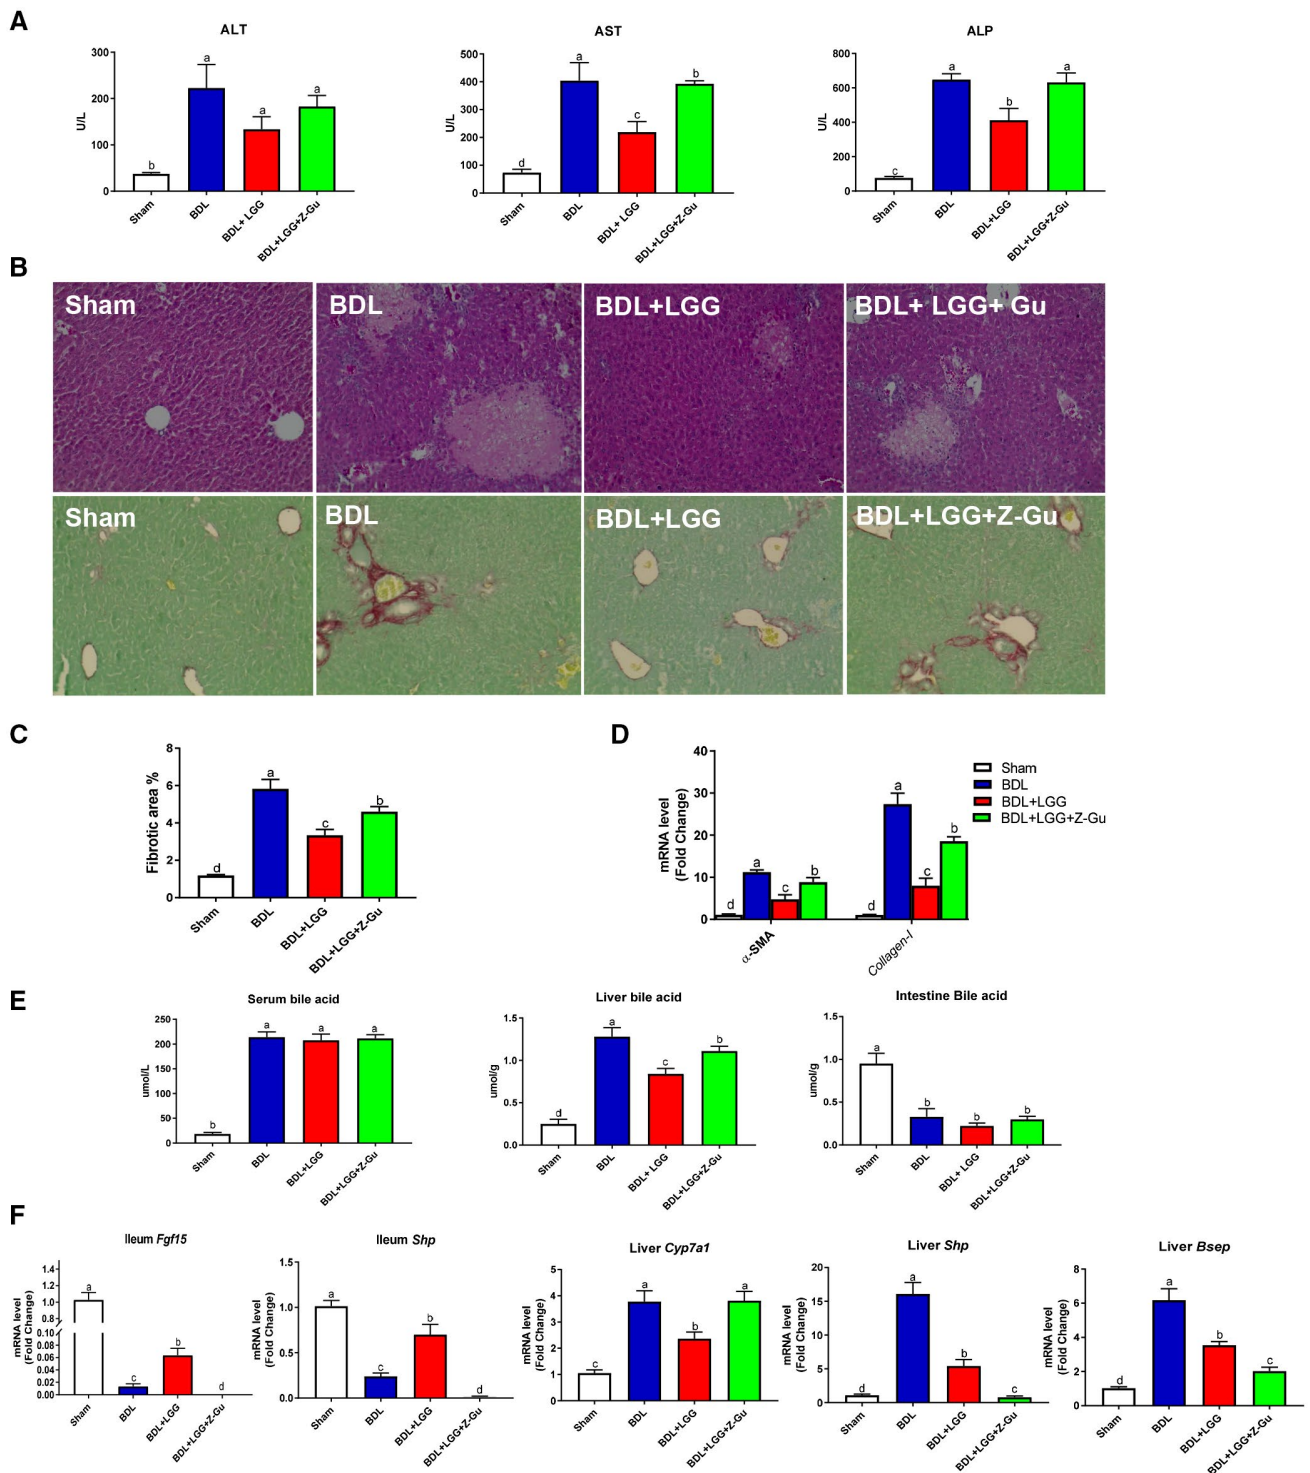 A
ALT
AST
ALP
300
200
100
0
U/L
b
a
a
a
Sham
BDL
BDL+ LGG
BDL+LGG+Z-Gu
500
400
300
200
100
0
U/L
d
a
c
b
Sham
BDL
BDL+ LGG
BDL+LGG+Z-Gu
800
600
400
200
0
U/L
c
a
b
a
Sham
BDL
BDL+LGG
BDL+LGG+Z-Gu
B
Sham
BDL
BDL+LGG
BDL+ LGG+ Gu
Sham
BDL
BDL+LGG
BDL+LGG+Z-Gu
C
8
6
4
2
0
Fibrotic area %
d
a
c
b
Sham
BDL
BDL+LGG
BDL+LGG+Z-Gu
D
40
30
20
10
0
mRNA level
(Fold Change)
d
a
c
b
d
a
c
b
α-SMA
Collagen-I
Sham
BDL
BDL+LGG
BDL+LGG+Z-Gu
E
Serum bile acid
250
200
150
100
50
0
umol/L
b
a
a
a
Sham
BDL
BDL+LGG
BDL+LGG+Z-Gu
Liver bile acid
1.5
1.0
0.5
0.0
umol/g
d
a
c
b
Sham
BDL
BDL+ LGG
BDL+LGG+Z-Gu
Intestine Bile acid
1.5
1.0
0.5
0.0
umol/g
a
b
b
b
Sham
BDL
BDL+ LGG
BDL+LGG+Z-Gu
F
Ileum Fgf15
1.4
1.2
1.0
0.8
0.10
0.08
0.06
0.04
0.02
0.00
mRNA level
(Fold Change)
a
c
b
d
Sham
BDL
BDL+LGG
BDL+LGG+Z-Gu
Ileum Shp
1.5
1.0
0.5
0.0
mRNA level
(Fold Change)
a
c
b
d
Sham
BDL
BDL+LGG
BDL+LGG+Z-Gu
Liver Cyp7a1
5
4
3
2
1
0
mRNA level
(Fold Change)
c
a
b
a
Sham
BDL
BDL+LGG
BDL+LGG+Z-Gu
Liver Shp
20
15
10
5
0
mRNA level
(Fold Change)
d
a
b
c
Sham
BDL
BDL+LGG
BDL+LGG+Z-Gu
Liver Bsep
8
6
4
2
0
mRNA level
(Fold Change)
d
a
b
c
Sham
BDL
BDL+LGG
BDL+LGG+Z-Gu